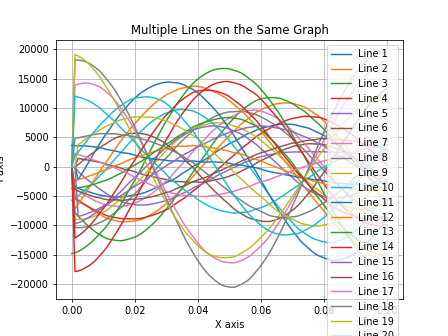 Multiple Lines on the Same Graph
20000
15000
10000
5000
0
−5000
−10000
−15000
−20000
0.00
0.02
0.04
0.06
0.08
X axis
Line 1
Line 2
Line 3
Line 4
Line 5
Line 6
Line 7
Line 8
Line 9
Line 10
Line 11
Line 12
Line 13
Line 14
Line 15
Line 16
Line 17
Line 18
Line 19
Line 20